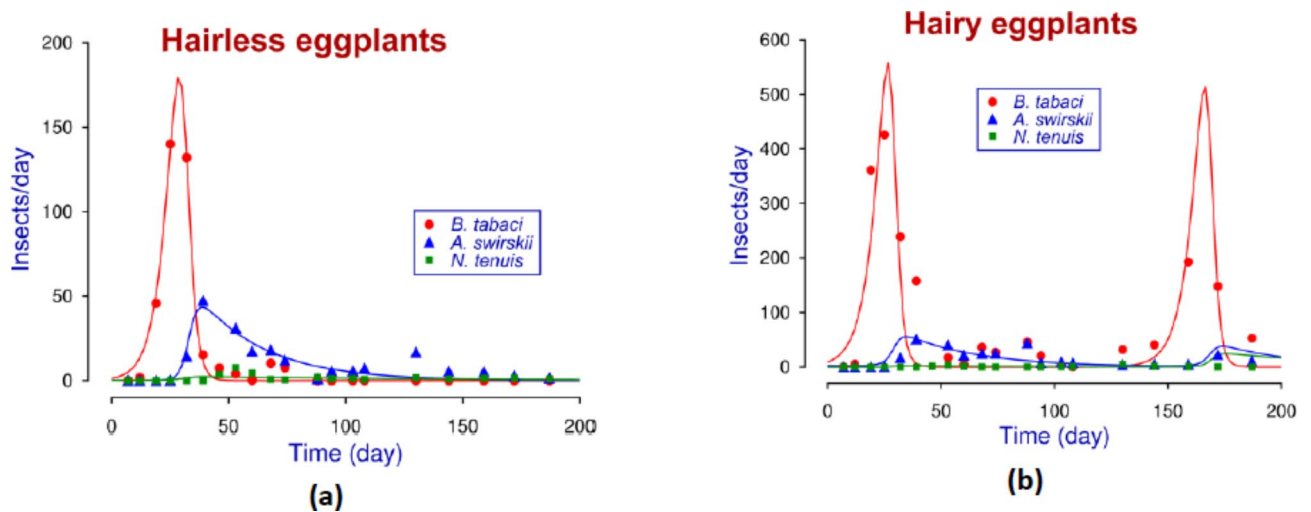 Hairless eggplants
200
150
100
50
0
Insects/day
B. tabaci
A. swirskii
N. tenuis
0 50 100 150 200
Time (day)
(a)
Hairy eggplants
600
500
400
300
200
100
0
Insects/day
B. tabaci
A. swirskii
N. tenuis
0 50 100 150 200
Time (day)
(b)